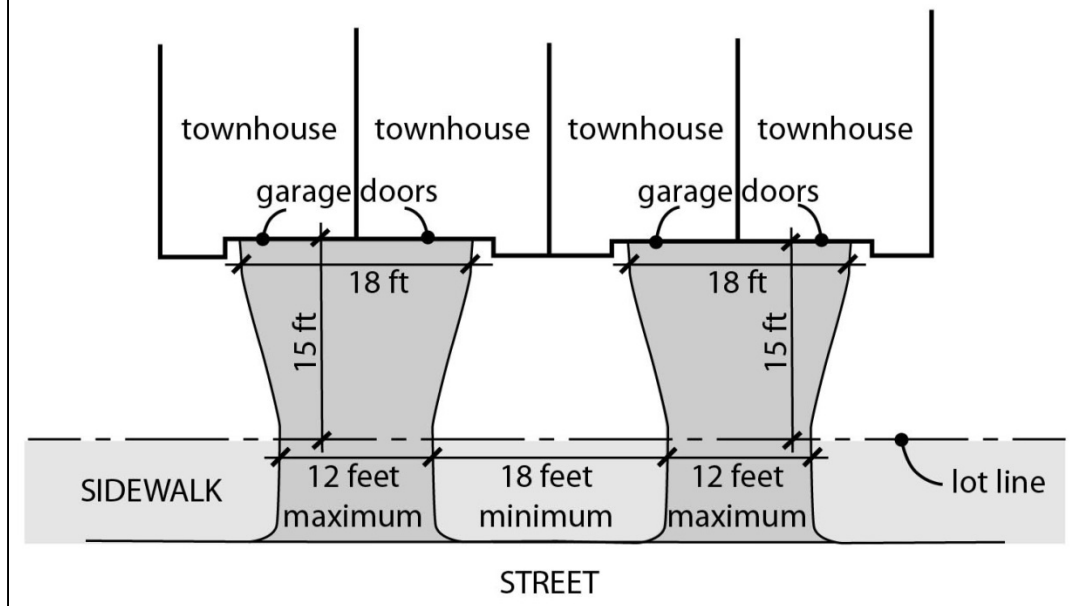 townhouse townhouse townhouse townhouse
garage doors garage doors
18 ft 18 ft
15 ft 15 ft
12 feet maximum
18 feet minimum
12 feet maximum
SIDEWALK
lot line
STREET